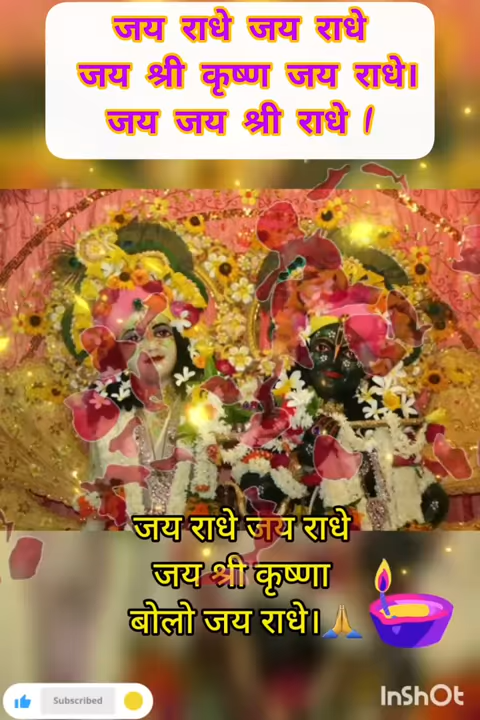 जय राधे जय राधे
जय श्री कृष्ण जय राधे।
जय जय श्री राधे !
जय राधे जय राधे
जय श्री कृष्णा
बोलो जय राधे।🙏
Subscribed
InShOt